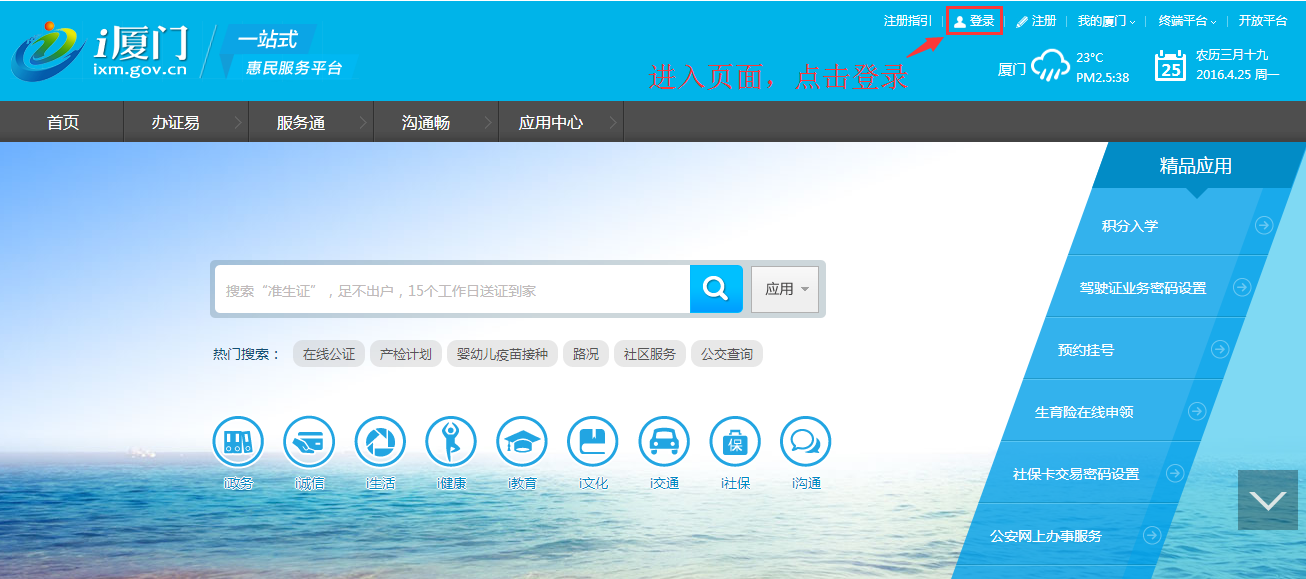 注册指引 登录 注册 我的厦门 终端平台 开放平台
i厦门
ixm.gov.cn
一站式
惠民服务平台
进入页面，点击登录
厦门
23°C
PM2.5:38
25
农历三月十九
2016.4.25 周一
首页 办证易 服务通 沟通畅 应用中心
精品应用
积分入学
驾驶证业务密码设置
预约挂号
生育险在线申领
社保卡交易密码设置
公安网上办事服务
搜索“准生证”，足不出户，15个工作日送证到家
应用
热门搜索： 在线公证 产检计划 婴幼儿疫苗接种 路况 社区服务 公交查询
保
i政务 i诚信 i生活 i健康 i教育 i文化 i交通 i社保 i沟通